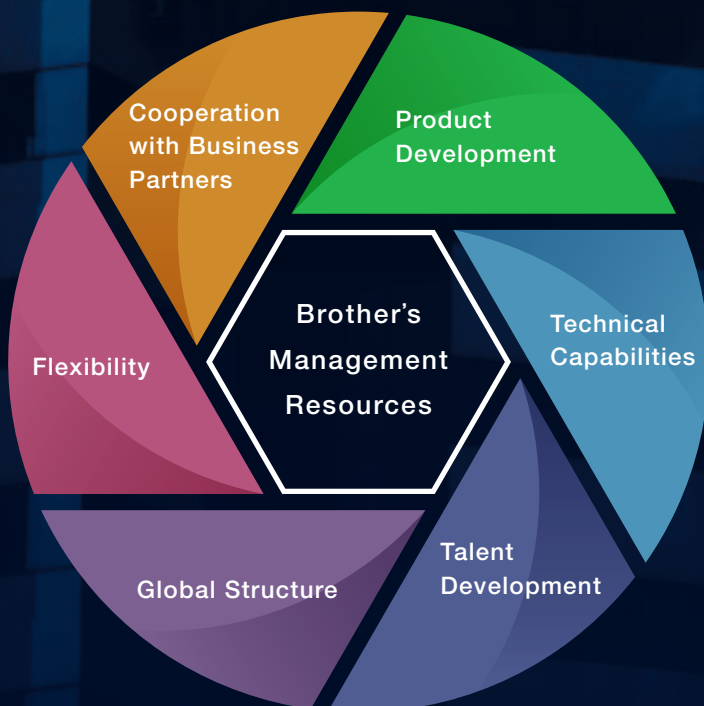 Cooperation
with Business
Partners
Product
Development
Brother’s
Management
Resources
Technical
Capabilities
Flexibility
Talent
Development
Global Structure